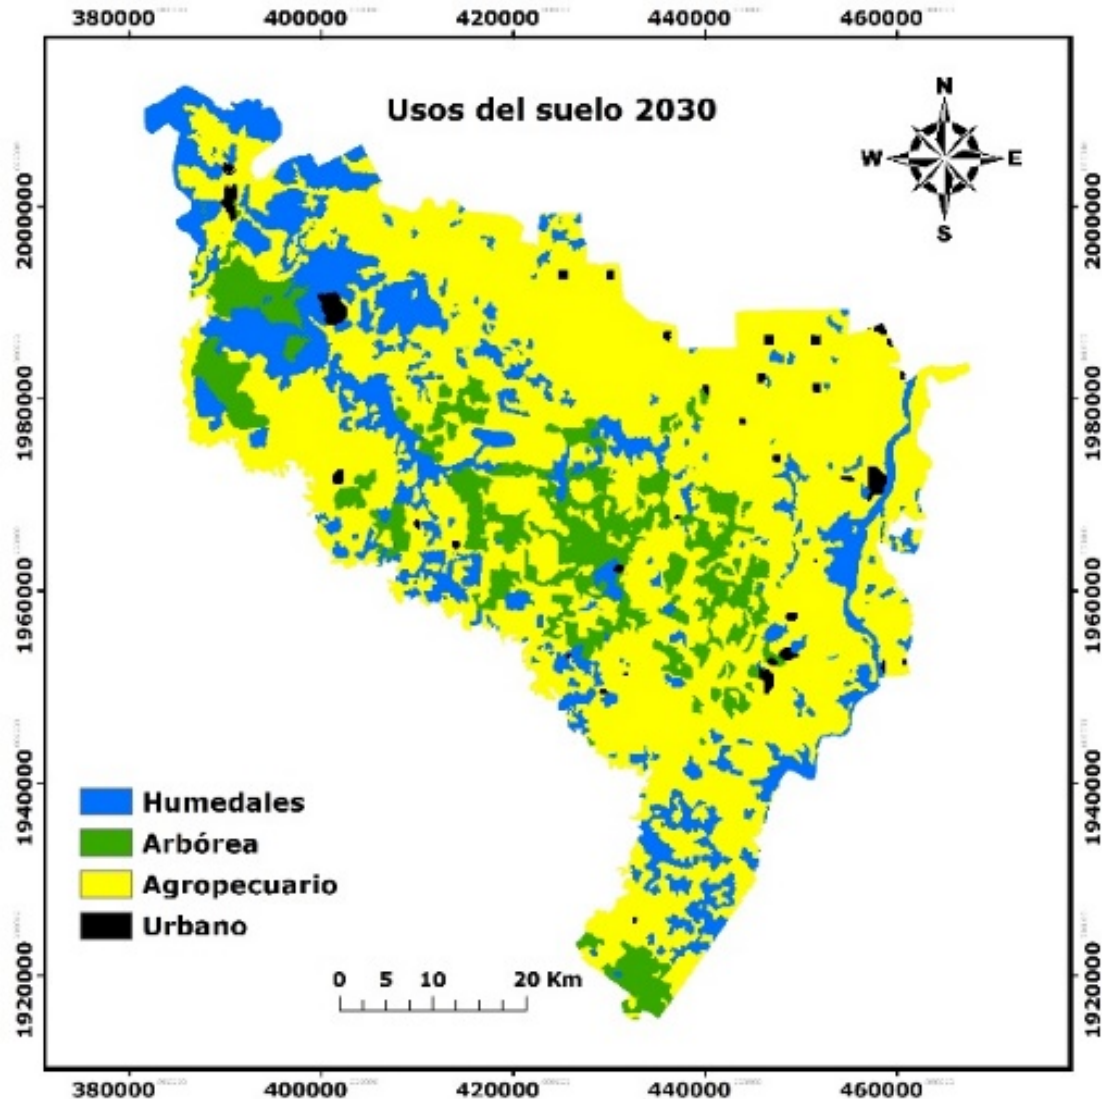 380000 400000 420000 440000 460000
Usos del suelo 2030
N
W E
S
2000000 2000000
1980000 1980000
1960000 1960000
1940000 1940000
1920000 1920000
Humedales
Arbórea
Agropecuario
Urbano
0 5 10 20 Km
380000 400000 420000 440000 460000